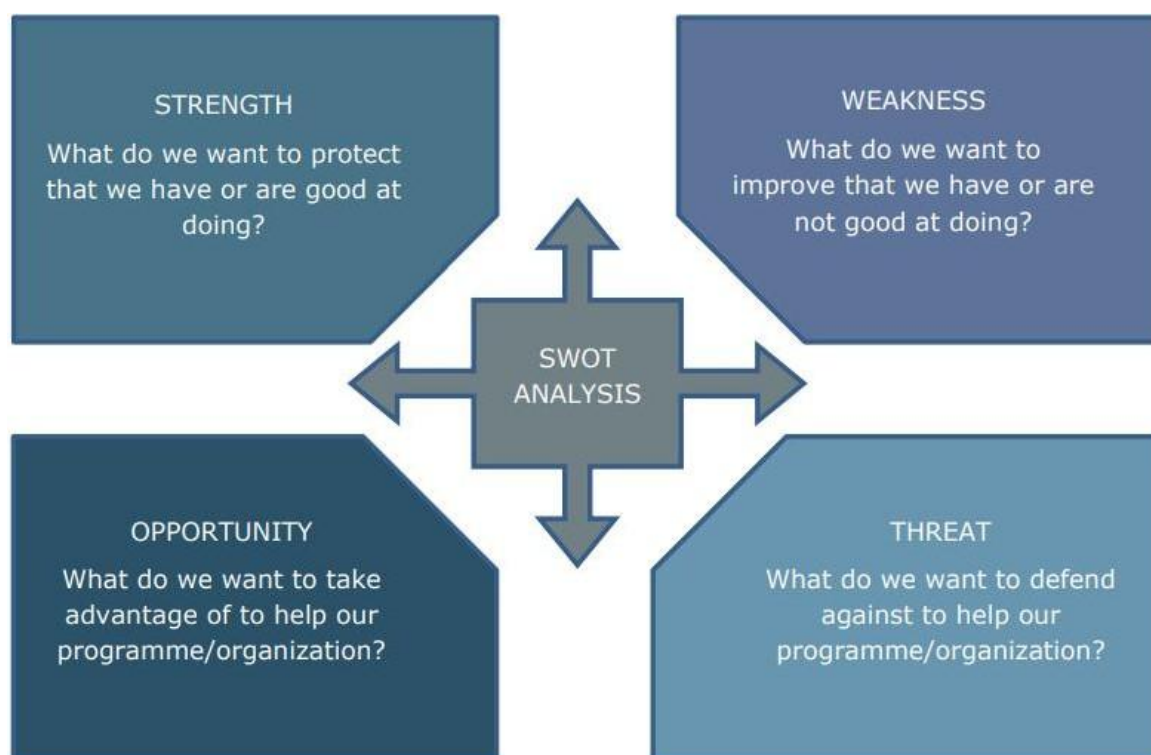 STRENGTH
What do we want to protect
that we have or are good at
doing?
WEAKNESS
What do we want to
improve that we have or are
not good at doing?
SWOT
ANALYSIS
OPPORTUNITY
What do we want to take
advantage of to help our
programme/organization?
THREAT
What do we want to defend
against to help our
programme/organization?